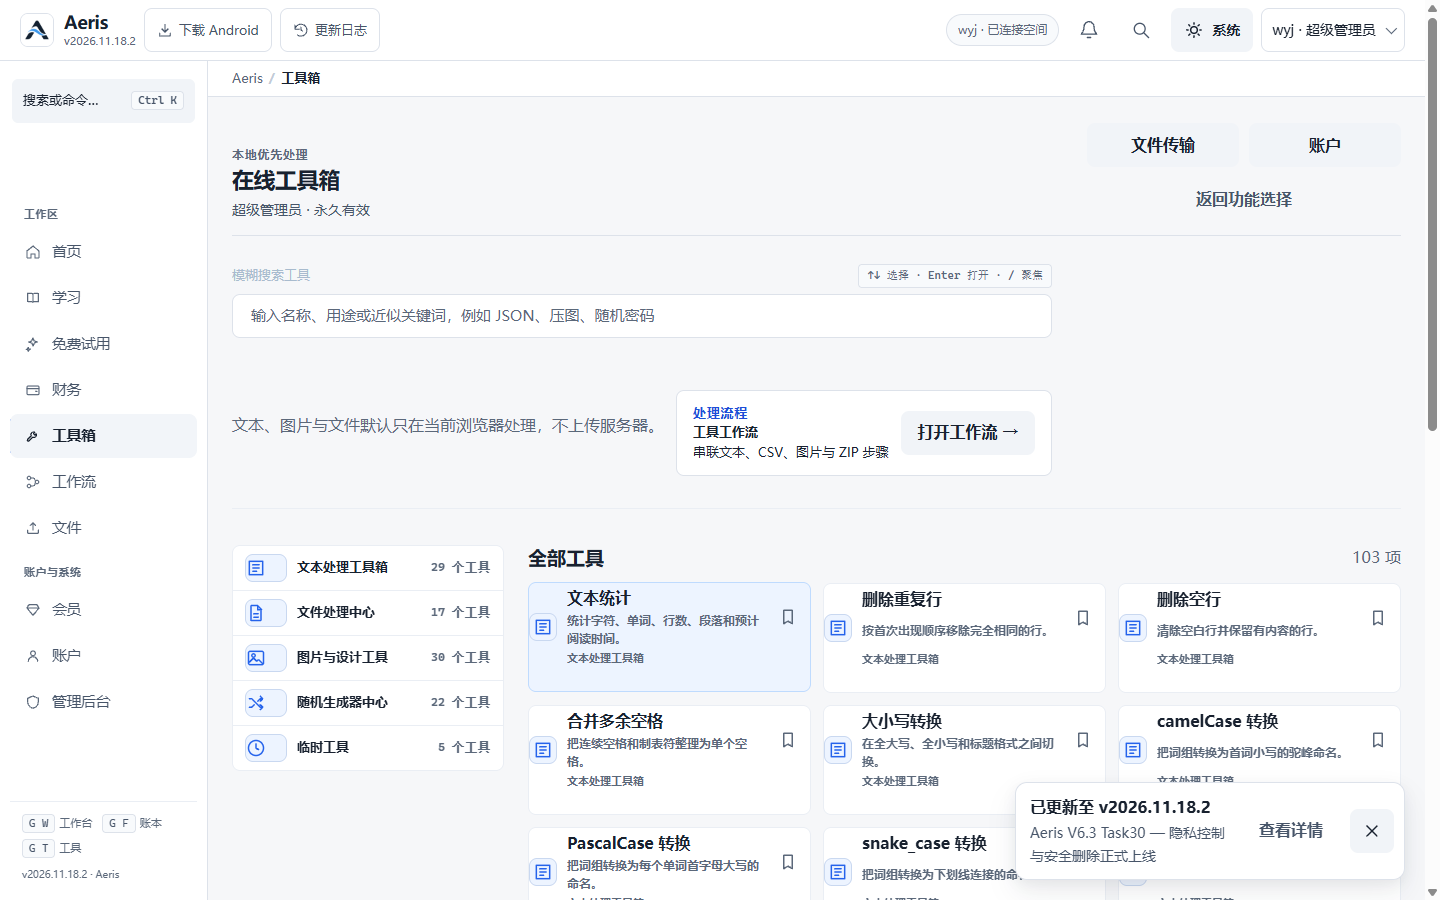 Aeris
v2026.11.18.2
下载 Android
更新日志
wyj · 已连接空间
系统
wyj · 超级管理员
搜索或命令...
Ctrl K
Aeris / 工具箱
工作区
首页
学习
免费试用
财务
工具箱
工作流
文件
账户与系统
会员
账户
管理后台
G W 工作台 G F 账本
G T 工具
v2026.11.18.2 · Aeris
本地优先处理
在线工具箱
超级管理员 · 永久有效
文件传输
账户
返回功能选择
模糊搜索工具
↑↓ 选择 · Enter 打开 · / 聚焦
输入名称、用途或近似关键词，例如 JSON、压图、随机密码
文本、图片与文件默认只在当前浏览器处理，不上传服务器。
处理流程
工具工作流
串联文本、CSV、图片与 ZIP 步骤
打开工作流 →
文本处理工具箱 29 个工具
文件处理中心 17 个工具
图片与设计工具 30 个工具
随机生成器中心 22 个工具
临时工具 5 个工具
全部工具
103 项
文本统计
统计字符、单词、行数、段落和预计
阅读时间。
文本处理工具箱
删除重复行
按首次出现顺序移除完全相同的行。
文本处理工具箱
删除空行
清除空白行并保留有内容的行。
文本处理工具箱
合并多余空格
把连续空格和制表符整理为单个空
格。
文本处理工具箱
大小写转换
在全大写、全小写和标题格式之间切
换。
文本处理工具箱
camelCase 转换
把词组转换为首词小写的驼峰命名。
文本处理工具箱
PascalCase 转换
把词组转换为每个单词首字母大写的
命名。
snake_case 转换
把词组转换为下划线连接的命
已更新至 v2026.11.18.2
Aeris V6.3 Task30 — 隐私控制
与安全删除正式上线
查看详情